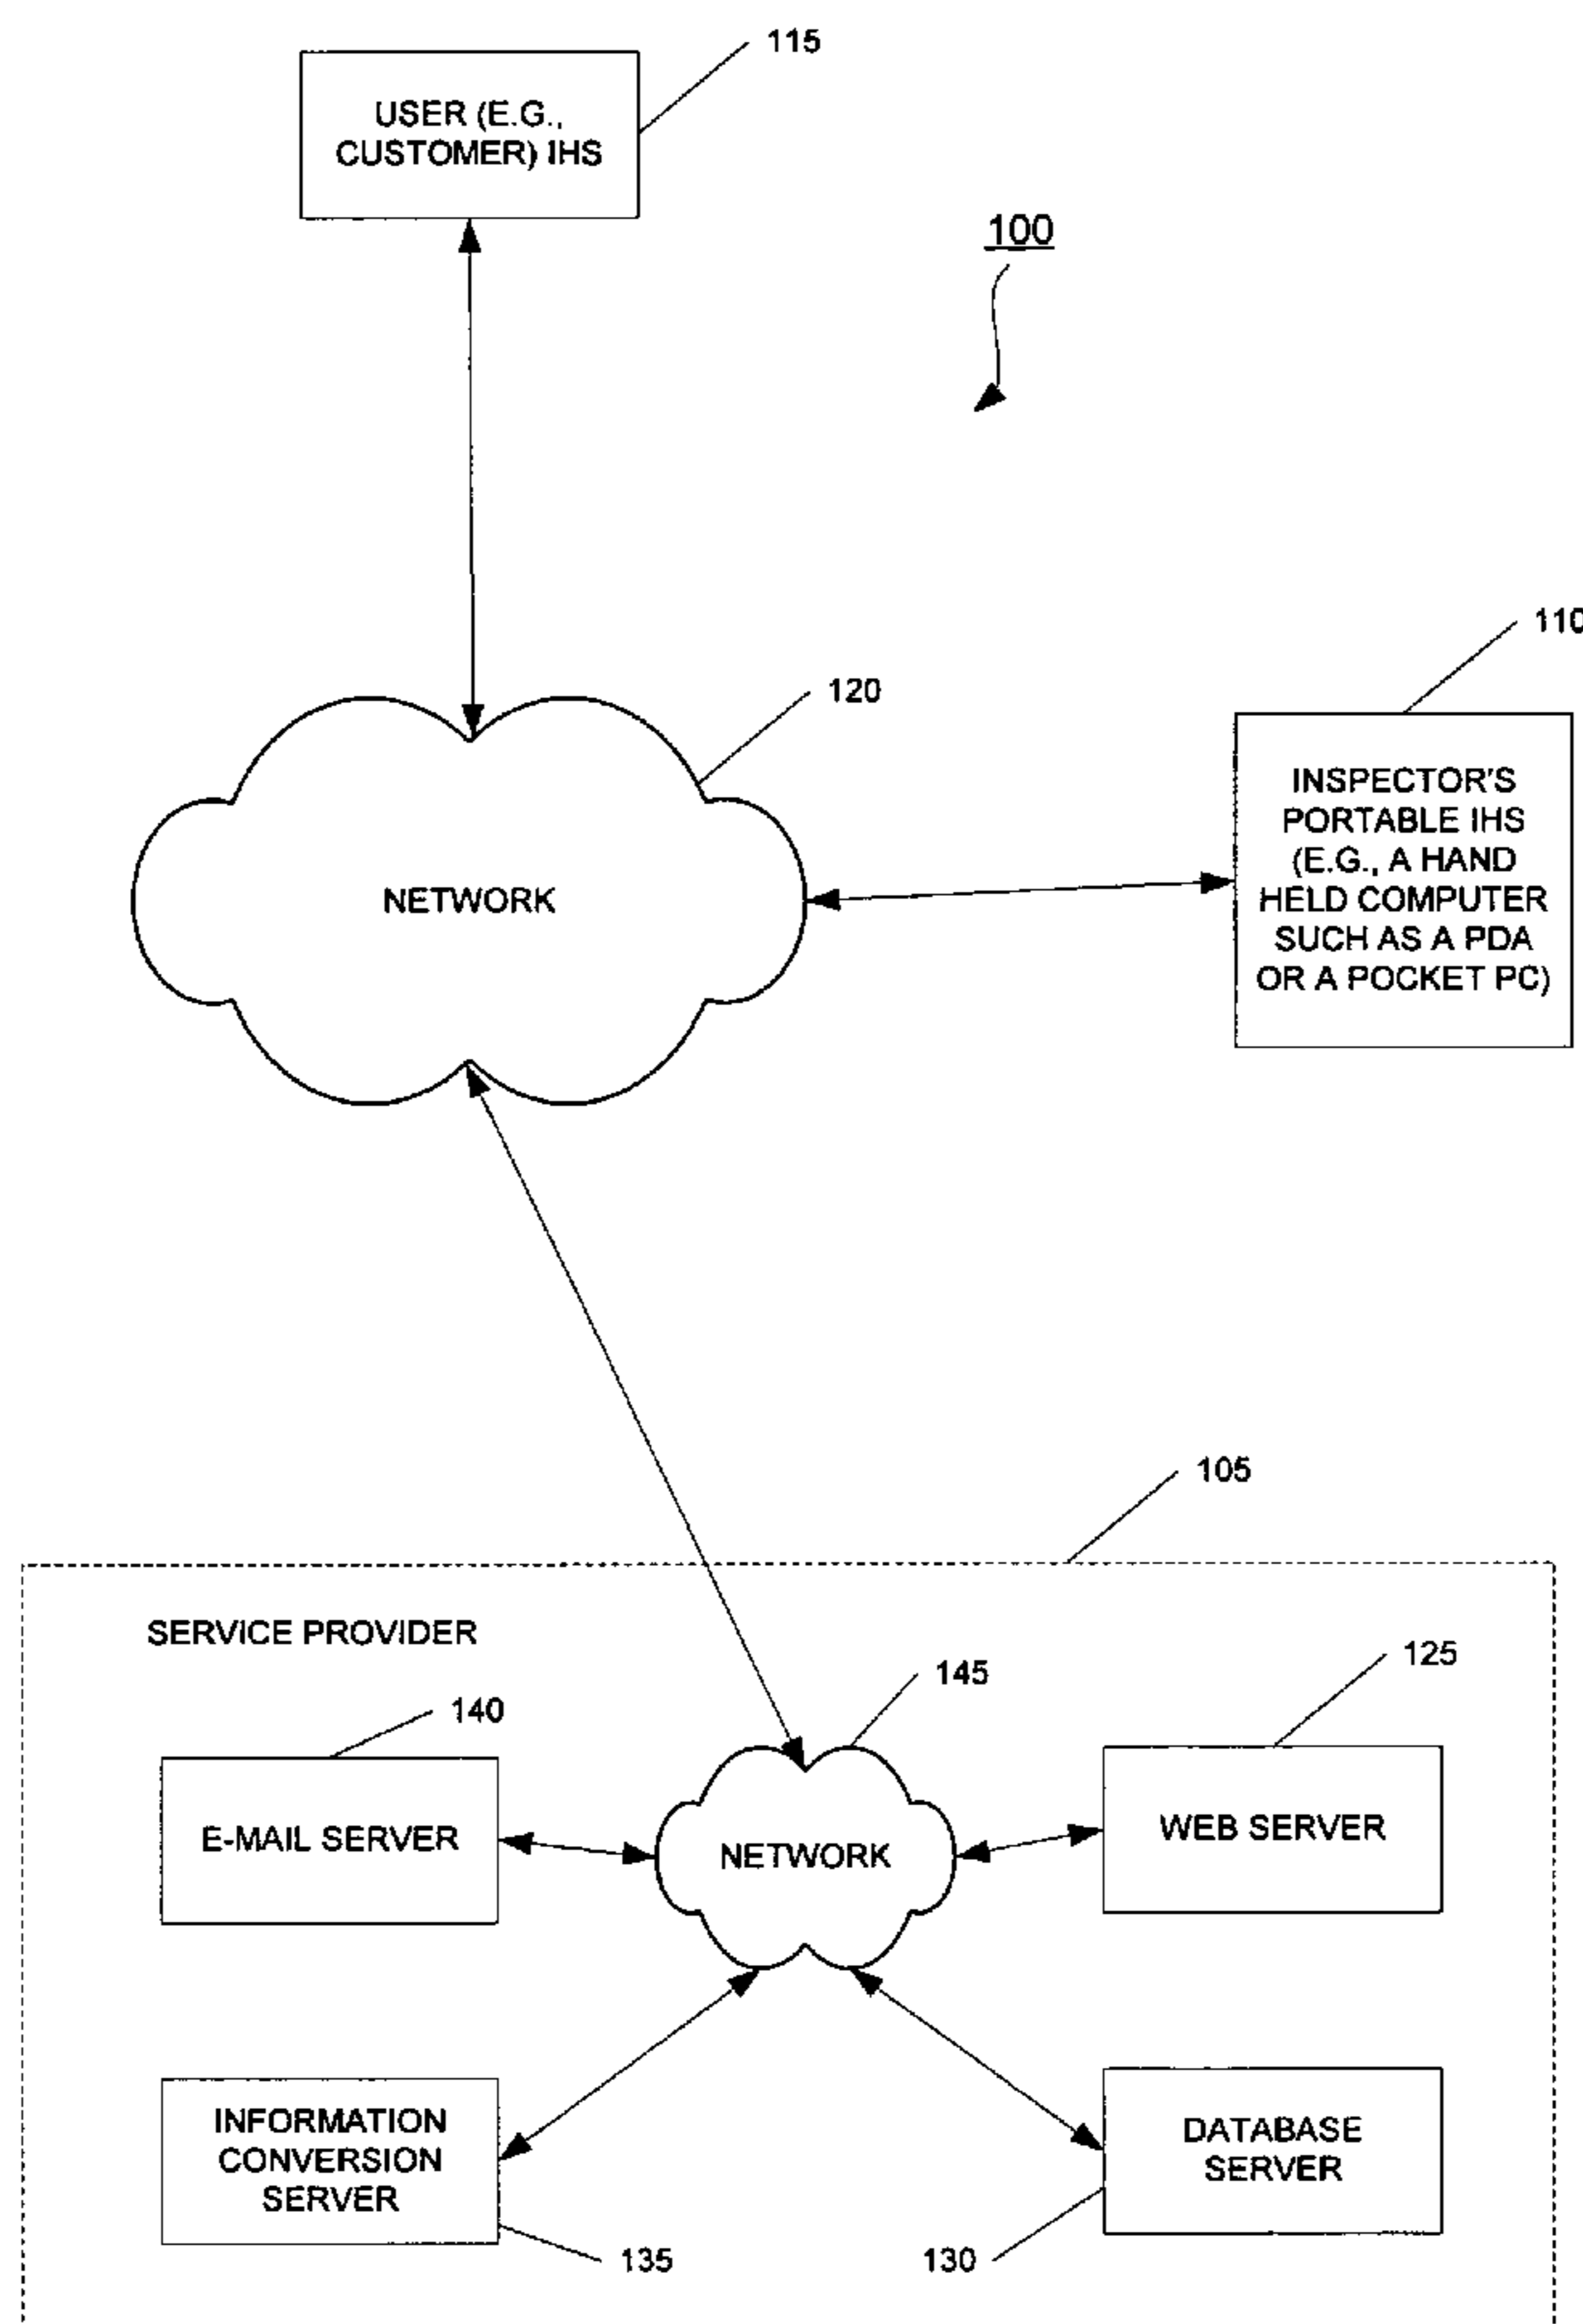 115
USER (E.G.,
CUSTOMER) IHS
100
110
120
INSPECTOR'S
PORTABLE IHS
(E.G., A HAND
HELD COMPUTER
SUCH AS A PDA
OR A POCKET PC)
NETWORK
105
SERVICE PROVIDER
145
125
140
E-MAIL SERVER
NETWORK
WEB SERVER
INFORMATION
CONVERSION
SERVER
DATABASE
SERVER
135
130